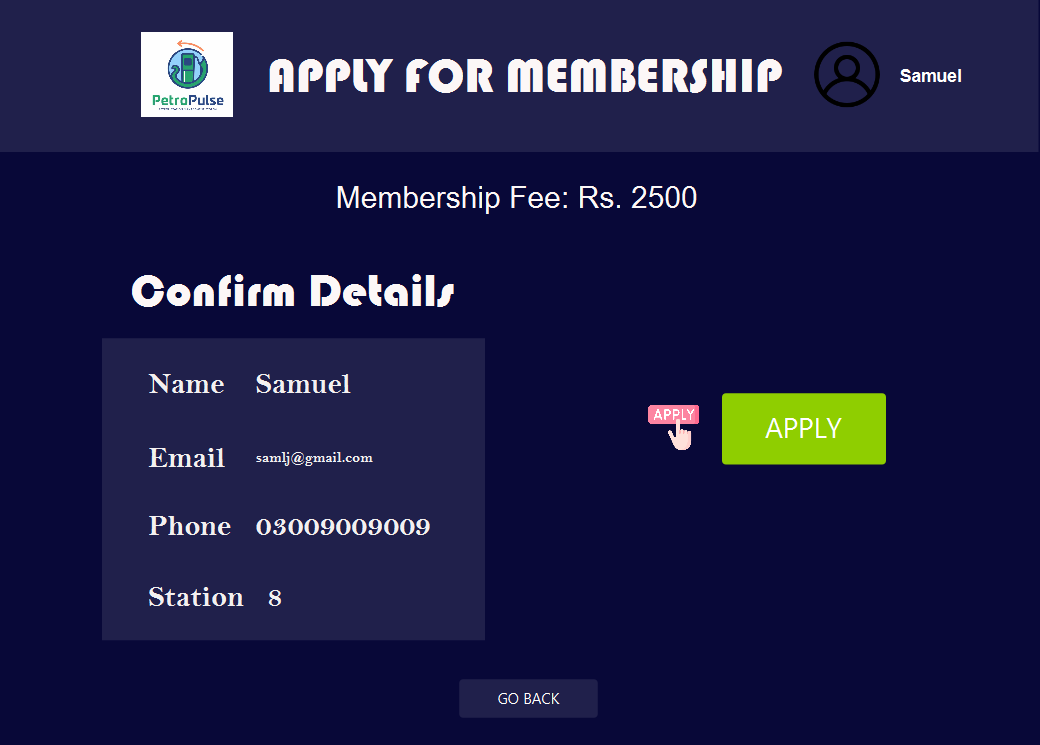 APPLY FOR MEMBERSHIP
PetroPulse
Samuel
Membership Fee: Rs. 2500
Confirm Details
Name Samuel
Email samlj@gmail.com
Phone 03009009009
Station 8
APPLY
APPLY
GO BACK